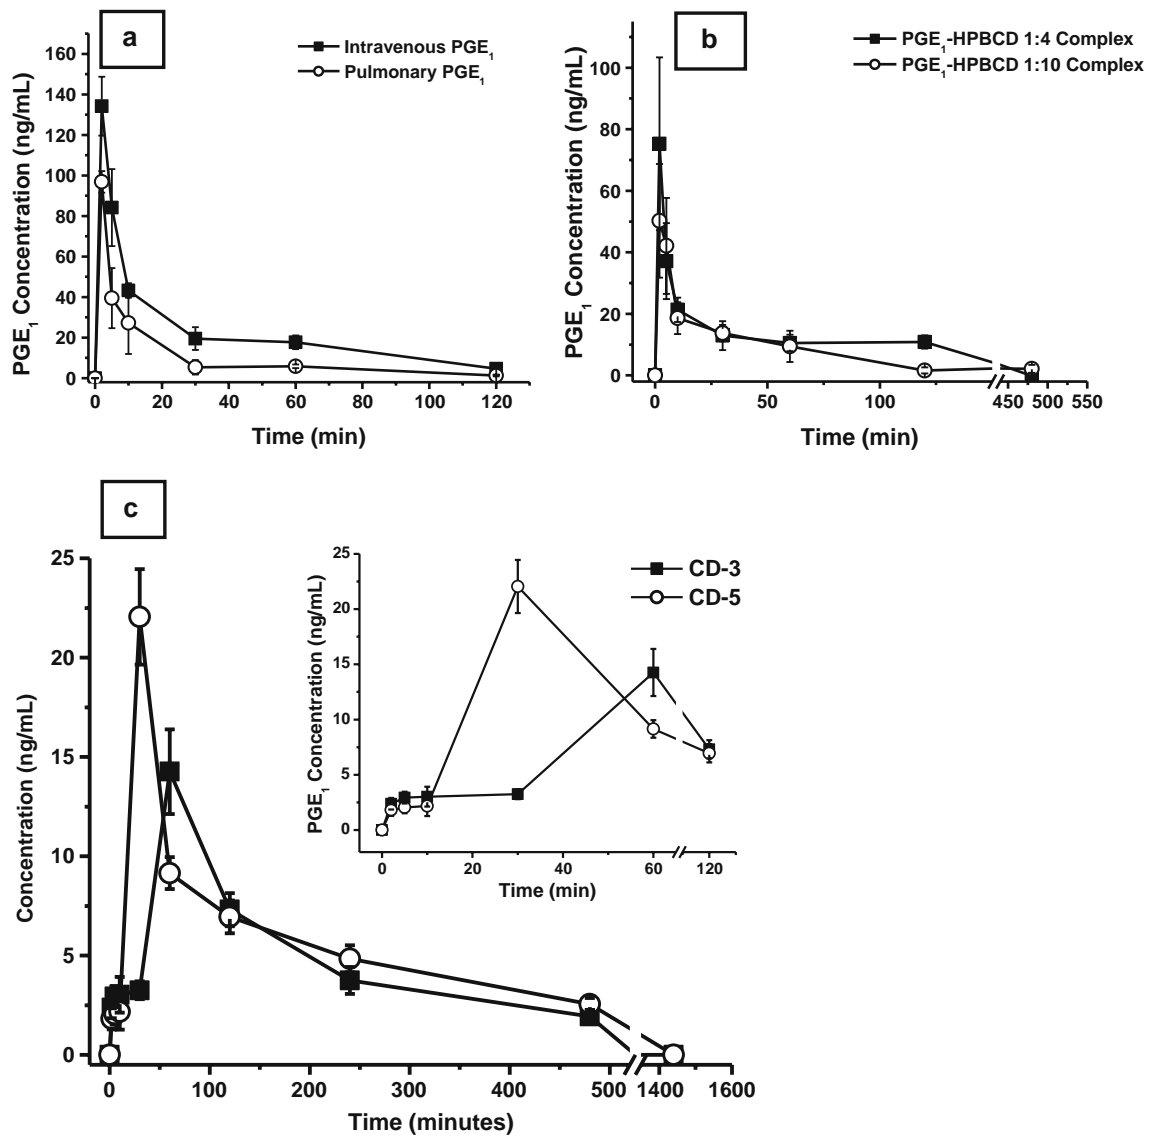 a
Intravenous PGE1
Pulmonary PGE1
160
140
120
100
80
60
40
20
0
PGE1 Concentration (ng/mL)
0 20 40 60 80 100 120
Time (min)
b
PGE1-HPBCD 1:4 Complex
PGE1-HPBCD 1:10 Complex
100
80
60
40
20
0
PGE1 Concentration (ng/mL)
0 50 100 450 500 550
Time (min)
c
25
20
15
10
5
0
Concentration (ng/mL)
0 100 200 300 400 500 1400 1600
Time (minutes)
CD-3
CD-5
25
20
15
10
5
0
PGE1 Concentration (ng/mL)
0 20 40 60 120
Time (min)